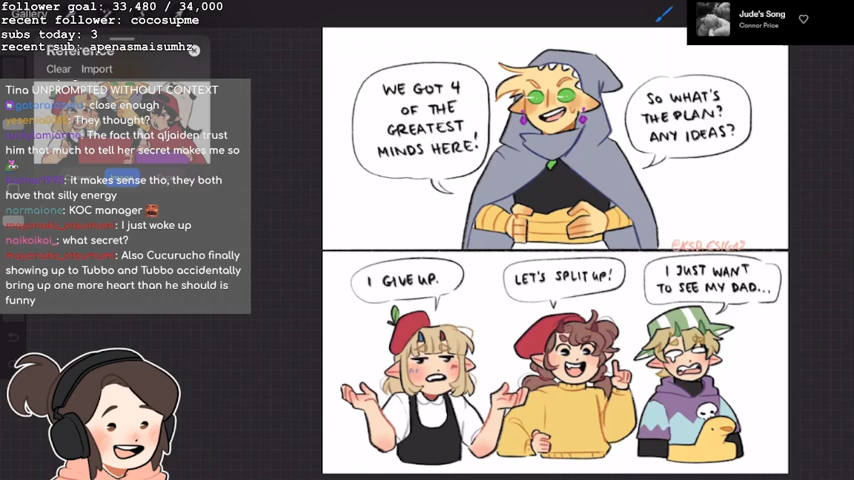 follower goal: 33,480 / 34,000
recent follower: cocosupme
subs today: 3
recent sub: apenasmaisumhz
Gallery
Reference
Clear Import
Tina UNPROMPTED WITHOUT CONTEXT
close enough
They thought?
The fact that qljaiden trust
him that much to tell her secret makes me so
it makes sense tho, they both
have that silly energy
normaione: KOC manager
I just woke up
noikoikoi_: what secret?
Also Cucurucho finally
showing up to Tubbo and Tubbo accidentally
bring up one more heart than he should is
funny
Jude's Song
Connor Price
WE GOT 4
OF THE
GREATEST
MINDS HERE!
SO WHAT'S
THE PLAN?
ANY IDEAS?
I GIVE UP.
LET'S SPLIT UP!
I JUST WANT
TO SEE MY DAD...